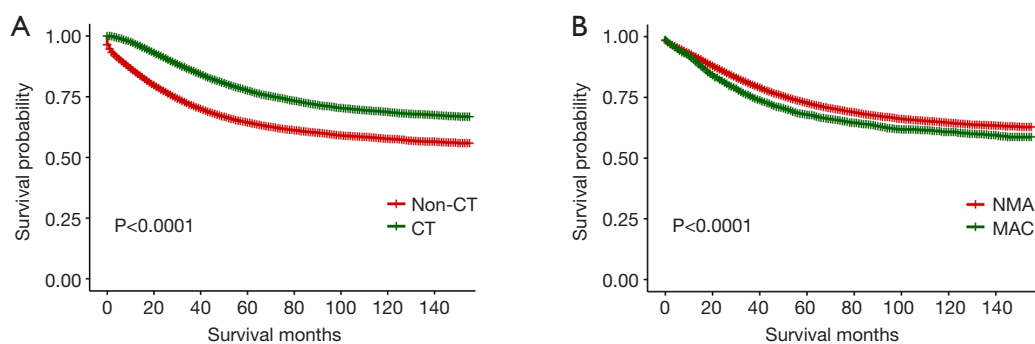 A
1.00
0.75
0.50
0.25
0.00
Survival probability
P<0.0001
Non-CT
CT
0 20 40 60 80 100 120 140
Survival months
B
1.00
0.75
0.50
0.25
0.00
Survival probability
P<0.0001
NMA
MAC
0 20 40 60 80 100 120 140
Survival months